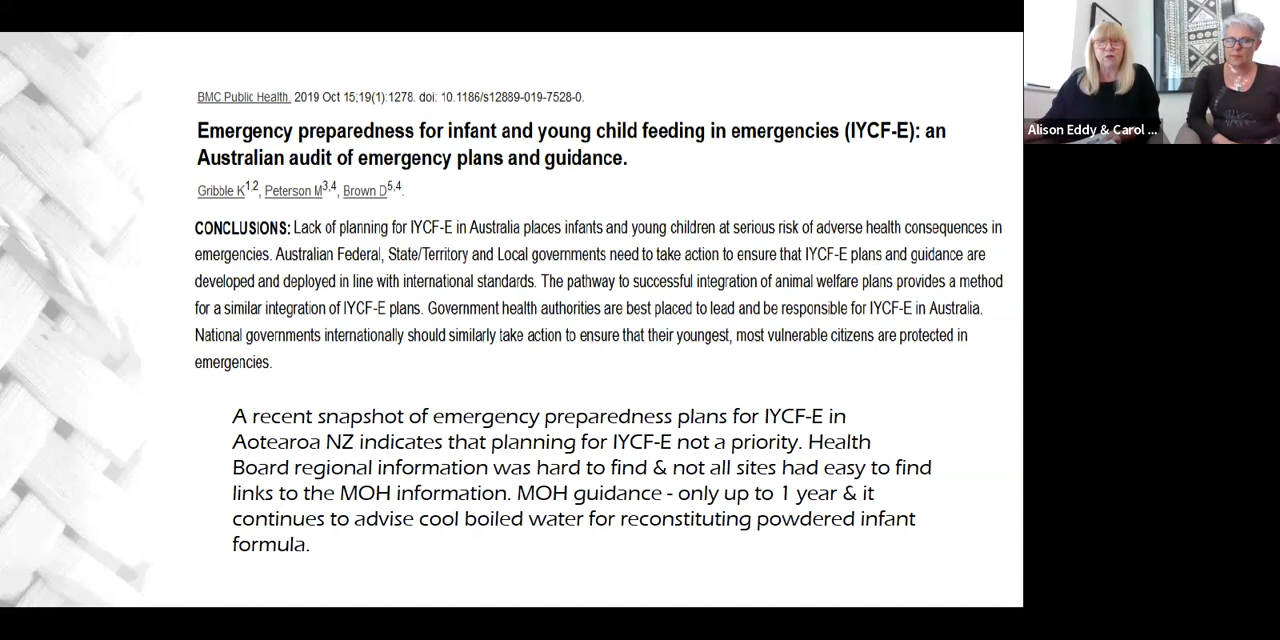 BMC Public Health. 2019 Oct 15;19(1):1278. doi: 10.1186/s12889-019-7528-0.
Emergency preparedness for infant and young child feeding in emergencies (IYCF-E): an
Australian audit of emergency plans and guidance.
Gribble K1,2, Peterson M3,4, Brown D5,4.
CONCLUSIONS: Lack of planning for IYCF-E in Australia places infants and young children at serious risk of adverse health consequences in
emergencies. Australian Federal, State/Territory and Local governments need to take action to ensure that IYCF-E plans and guidance are
developed and deployed in line with international standards. The pathway to successful integration of animal welfare plans provides a method
for a similar integration of IYCF-E plans. Government health authorities are best placed to lead and be responsible for IYCF-E in Australia.
National governments internationally should similarly take action to ensure that their youngest, most vulnerable citizens are protected in
emergencies.
A recent snapshot of emergency preparedness plans for IYCF-E in
Aotearoa NZ indicates that planning for IYCF-E not a priority. Health
Board regional information was hard to find & not all sites had easy to find
links to the MOH information. MOH guidance - only up to 1 year & it
continues to advise cool boiled water for reconstituting powdered infant
formula.
Alison Eddy & Carol ...